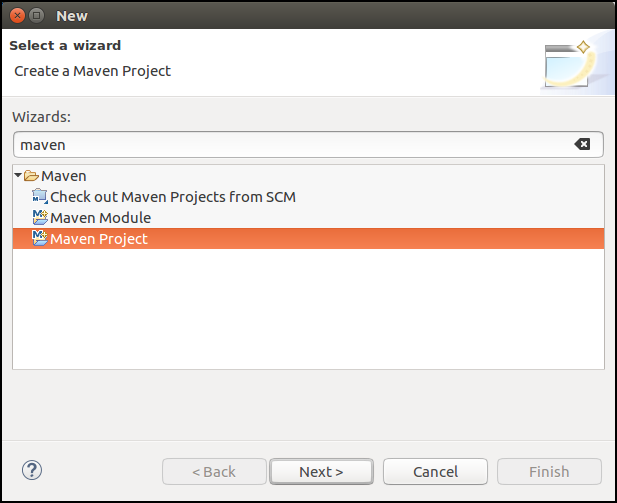 New
Select a wizard
Create a Maven Project
Wizards:
maven
Maven
Check out Maven Projects from SCM
Maven Module
Maven Project
? < Back Next > Cancel Finish